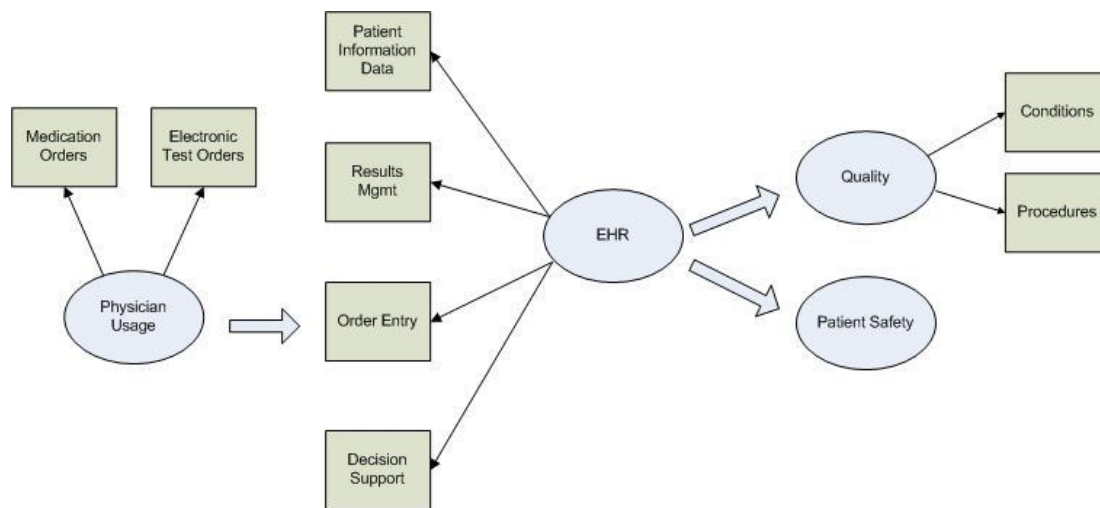 Patient
Information
Data
Medication
Orders
Electronic
Test Orders
Conditions
Results
Mgmt
Quality
Procedures
EHR
Physician
Usage
Order Entry
Patient Safety
Decision
Support